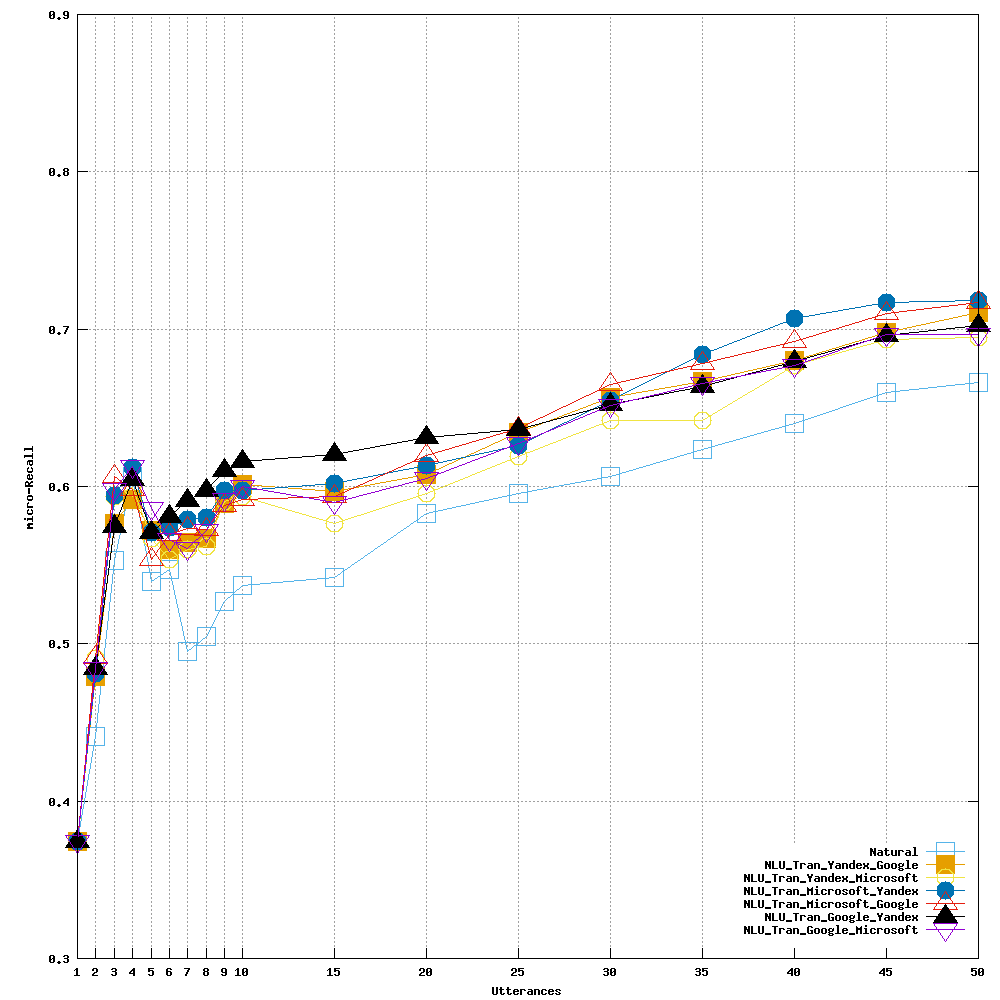 0.9
0.8
0.7
0.6
0.5
0.4
0.3
micro-Recall
Natural
NLU_Tran_Yandex_Google
NLU_Tran_Yandex_Microsoft
NLU_Tran_Microsoft_Yandex
NLU_Tran_Microsoft_Google
NLU_Tran_Google_Yandex
NLU_Tran_Google_Microsoft
1 2 3 4 5 6 7 8 9 10 15 20 25 30 35 40 45 50
Utterances